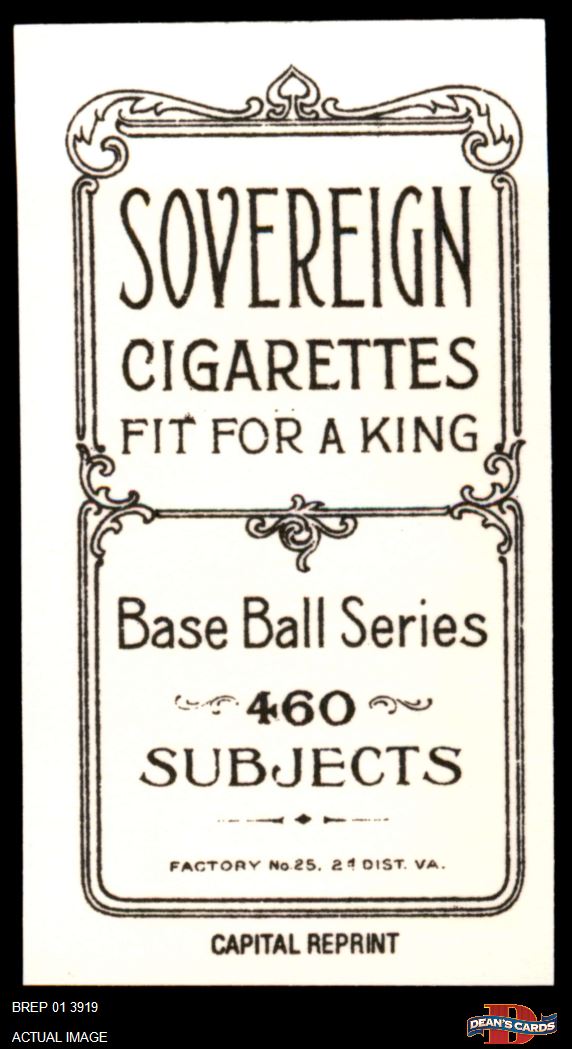 SOVEREIGN
CIGARETTES
FIT FOR A KING
Base Ball Series
460
SUBJECTS
FACTORY No. 25, 2d DIST. VA.
CAPITAL REPRINT
BREP 01 3919
ACTUAL IMAGE
D
DEAN'S CARDS